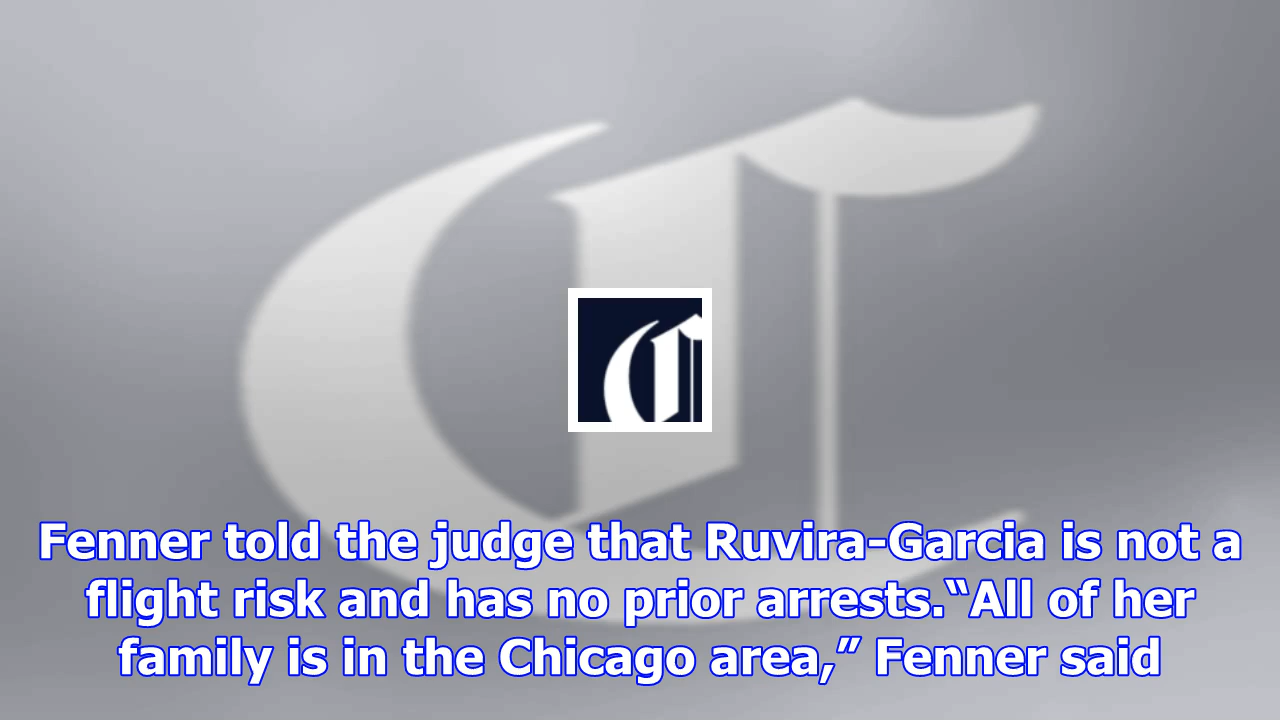 Fenner told the judge that Ruvira-Garcia is not a
flight risk and has no prior arrests.“All of her
family is in the Chicago area,” Fenner said